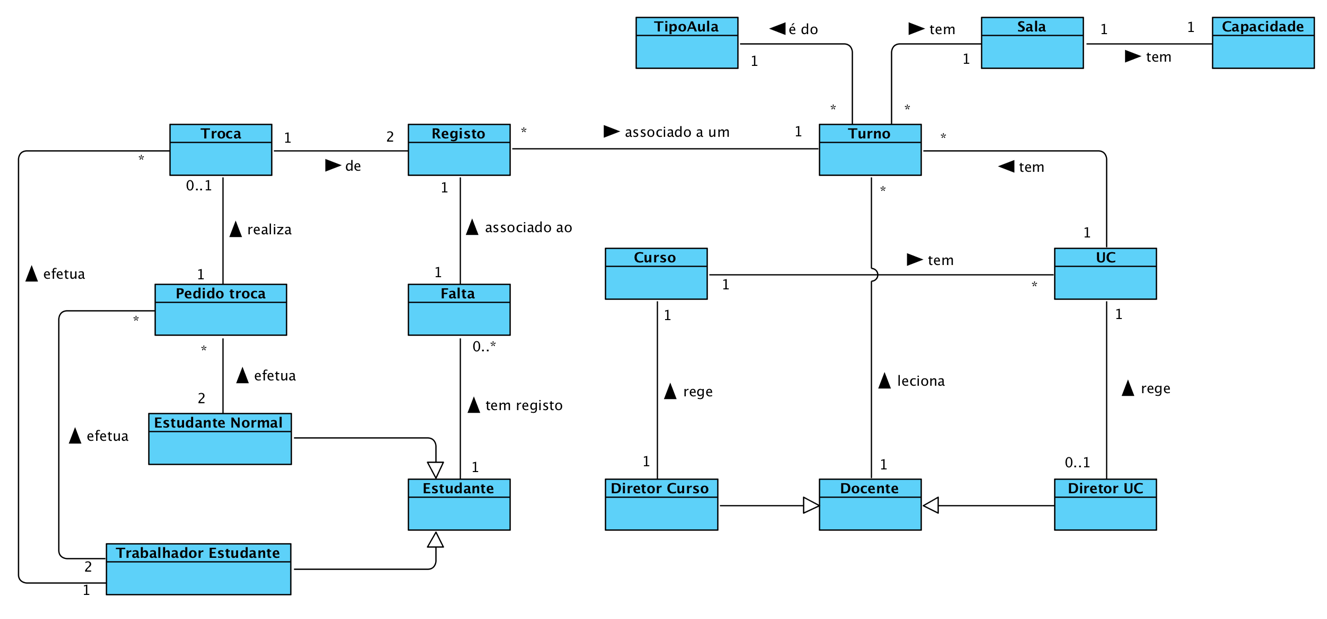 TipoAula
◀ é do
▶ tem
Sala
1
1
Capacidade
1
1
▶ tem
*
*
Troca
1
2
Registo
*
▶ associado a um
1
Turno
*
*
▶ de
◀ tem
0..1
1
*
▲ realiza
▲ associado ao
1
Curso
▶ tem
UC
▲ efetua
1
1
1
*
Pedido troca
Falta
*
1
1
*
0..*
▲ efetua
▲ leciona
▲ rege
▲ rege
2
▲ tem registo
Estudante Normal
▲ efetua
1
1
1
0..1
Estudante
Diretor Curso
Docente
Diretor UC
Trabalhador Estudante
2
1